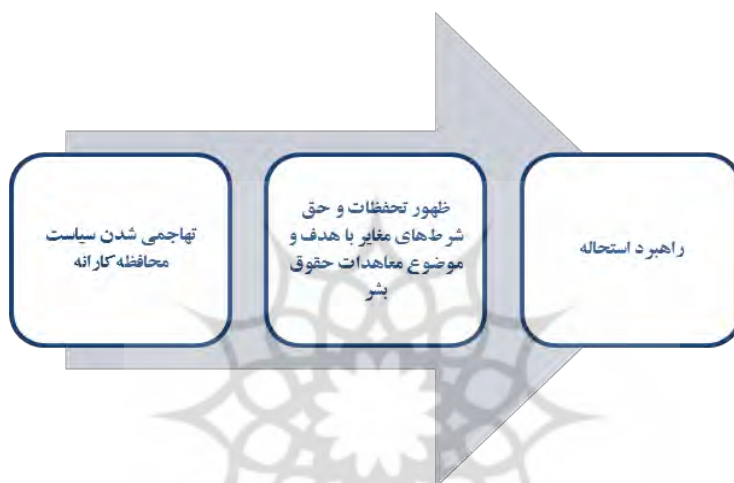 تهاجمی شدن سیاست
محافظه کارانه
ظهور تحفظات و حق
شرط‌های مغایر با هدف و
موضوع معاهدات حقوق
بشر
راهبرد استحاله